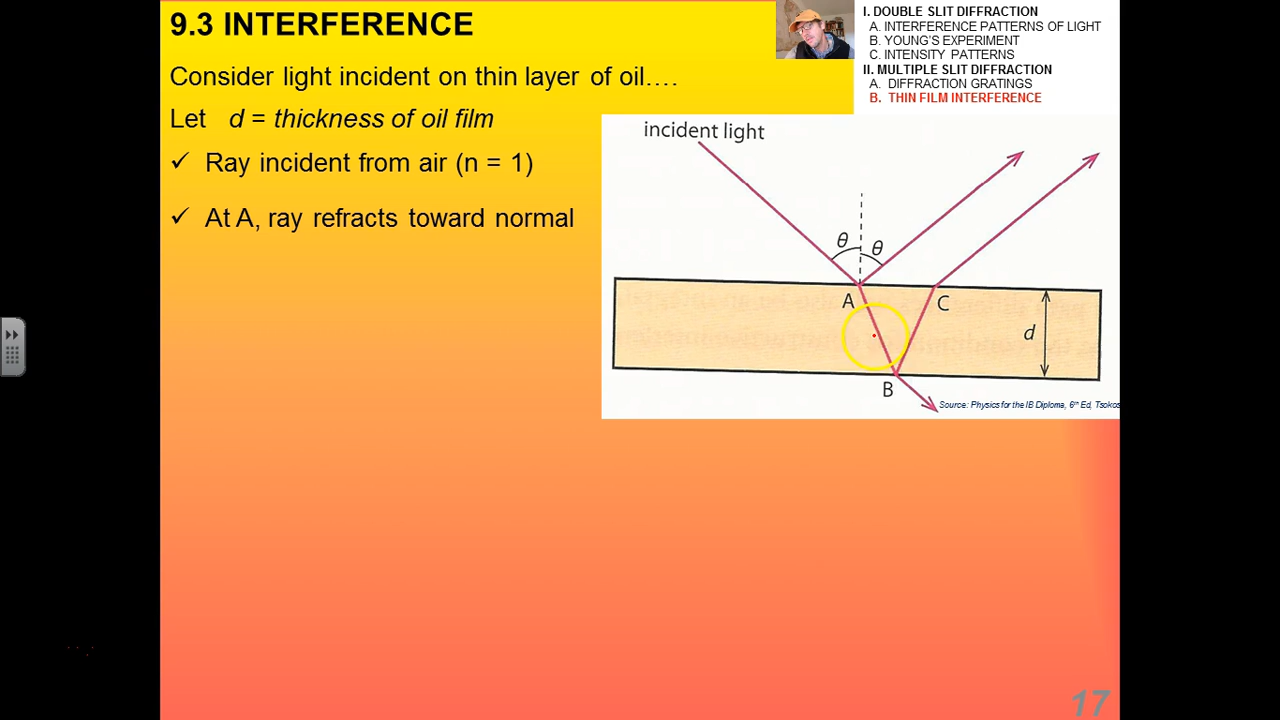 9.3 INTERFERENCE
I. DOUBLE SLIT DIFFRACTION
A. INTERFERENCE PATTERNS OF LIGHT
B. YOUNG'S EXPERIMENT
C. INTENSITY PATTERNS
II. MULTIPLE SLIT DIFFRACTION
A. DIFFRACTION GRATINGS
B. THIN FILM INTERFERENCE
Consider light incident on thin layer of oil….
Let d = thickness of oil film
✓ Ray incident from air (n = 1)
✓ At A, ray refracts toward normal
incident light
θ θ
A C
d
B
Source: Physics for the IB Diploma, 6th Ed, Tsokos
17